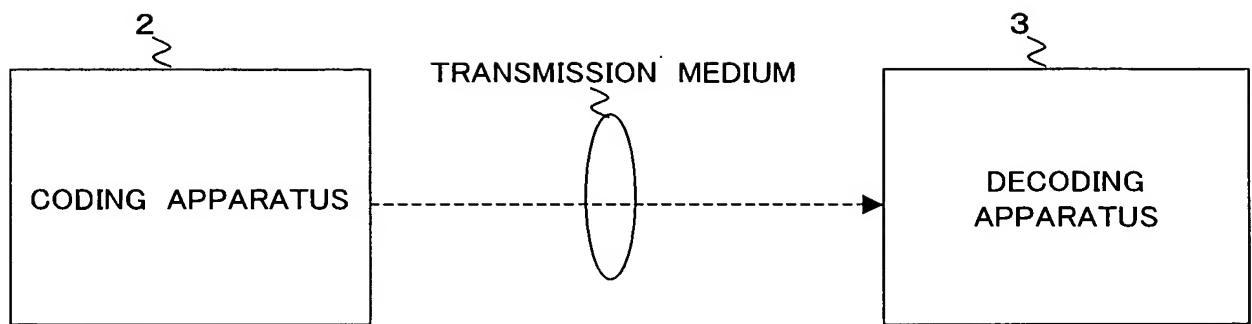 2
3
TRANSMISSION MEDIUM
CODING APPARATUS
DECODING
APPARATUS